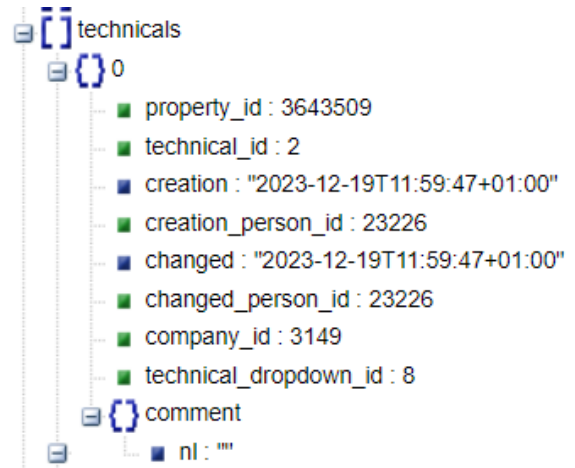 technicals
0
property_id : 3643509
technical_id : 2
creation : "2023-12-19T11:59:47+01:00"
creation_person_id : 23226
changed : "2023-12-19T11:59:47+01:00"
changed_person_id : 23226
company_id : 3149
technical_dropdown_id : 8
comment
nl : ""